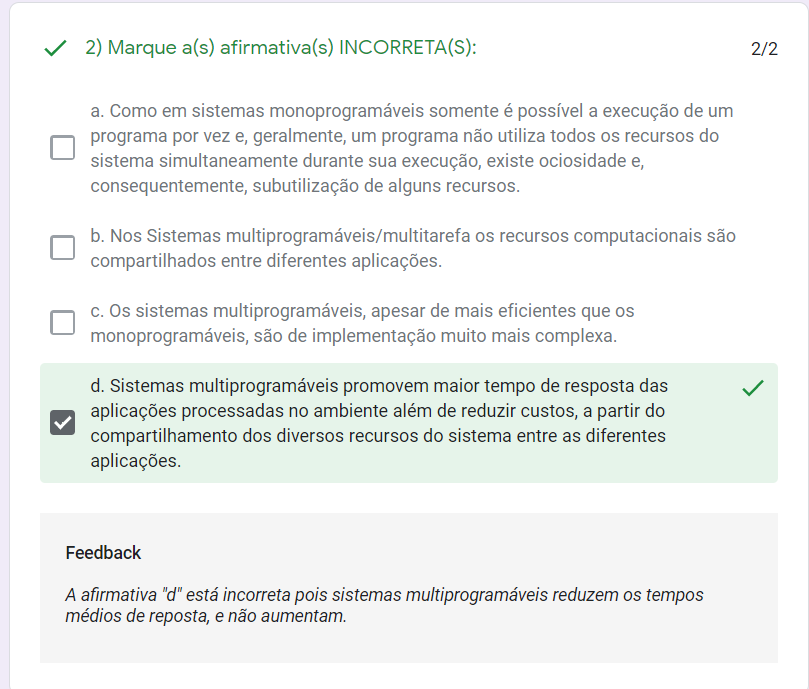 2) Marque a(s) afirmativa(s) INCORRETA(S):
2/2
a. Como em sistemas monoprogramáveis somente é possível a execução de um
programa por vez e, geralmente, um programa não utiliza todos os recursos do
sistema simultaneamente durante sua execução, existe ociosidade e,
consequentemente, subutilização de alguns recursos.
b. Nos Sistemas multiprogramáveis/multitarefa os recursos computacionais são
compartilhados entre diferentes aplicações.
c. Os sistemas multiprogramáveis, apesar de mais eficientes que os
monoprogramáveis, são de implementação muito mais complexa.
d. Sistemas multiprogramáveis promovem maior tempo de resposta das
aplicações processadas no ambiente além de reduzir custos, a partir do
compartilhamento dos diversos recursos do sistema entre as diferentes
aplicações.
Feedback
A afirmativa "d" está incorreta pois sistemas multiprogramáveis reduzem os tempos
médios de reposta, e não aumentam.